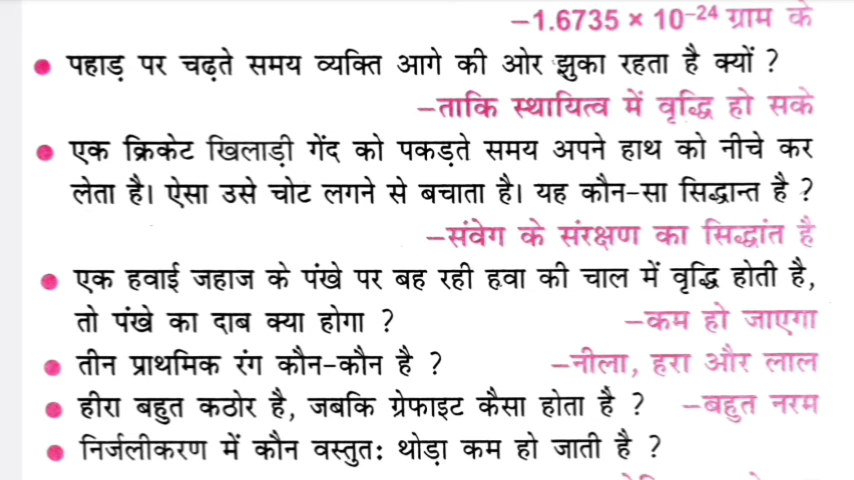 –1.6735 × 10⁻²⁴ ग्राम के
● पहाड़ पर चढ़ते समय व्यक्ति आगे की ओर झुका रहता है क्यों ?
–ताकि स्थायित्व में वृद्धि हो सके
● एक क्रिकेट खिलाड़ी गेंद को पकड़ते समय अपने हाथ को नीचे कर
लेता है। ऐसा उसे चोट लगने से बचाता है। यह कौन-सा सिद्धान्त है ?
–संवेग के संरक्षण का सिद्धांत है
● एक हवाई जहाज के पंखे पर बह रही हवा की चाल में वृद्धि होती है,
तो पंखे का दाब क्या होगा ? –कम हो जाएगा
● तीन प्राथमिक रंग कौन-कौन है ? –नीला, हरा और लाल
● हीरा बहुत कठोर है, जबकि ग्रेफाइट कैसा होता है ? –बहुत नरम
● निर्जलीकरण में कौन वस्तुतः थोड़ा कम हो जाती है ?